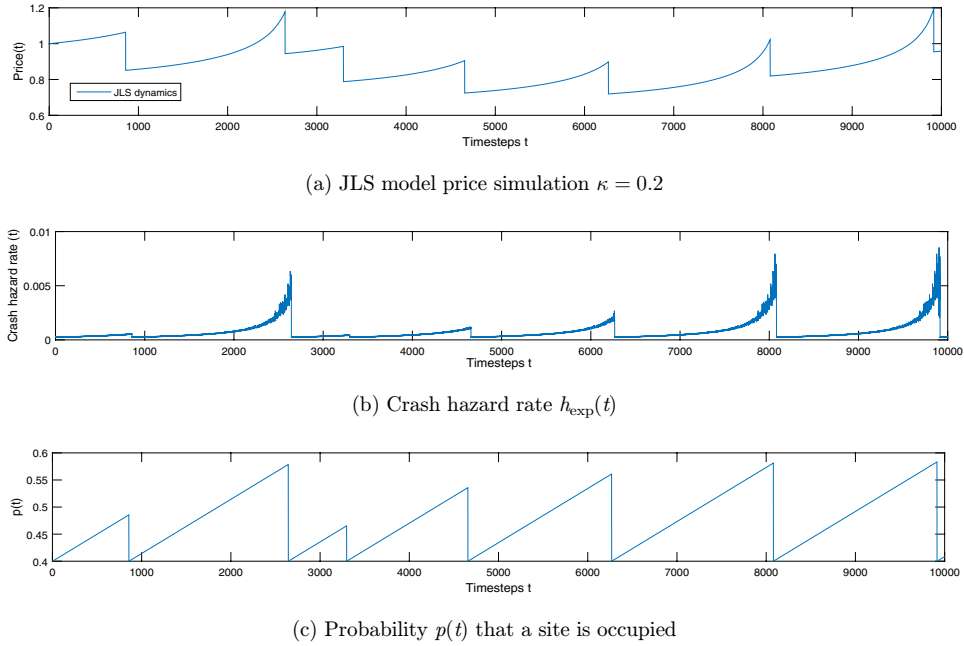 1.2
1
0.8
0.6
Price(t)
JLS dynamics
0 1000 2000 3000 4000 5000 6000 7000 8000 9000 10000
Timesteps t
(a) JLS model price simulation κ = 0.2
0.01
0.005
0
Crash hazard rate (t)
0 1000 2000 3000 4000 5000 6000 7000 8000 9000 10000
Timesteps t
(b) Crash hazard rate hexp(t)
0.6
0.55
0.5
0.45
0.4
p(t)
0 1000 2000 3000 4000 5000 6000 7000 8000 9000 10000
Timesteps t
(c) Probability p(t) that a site is occupied